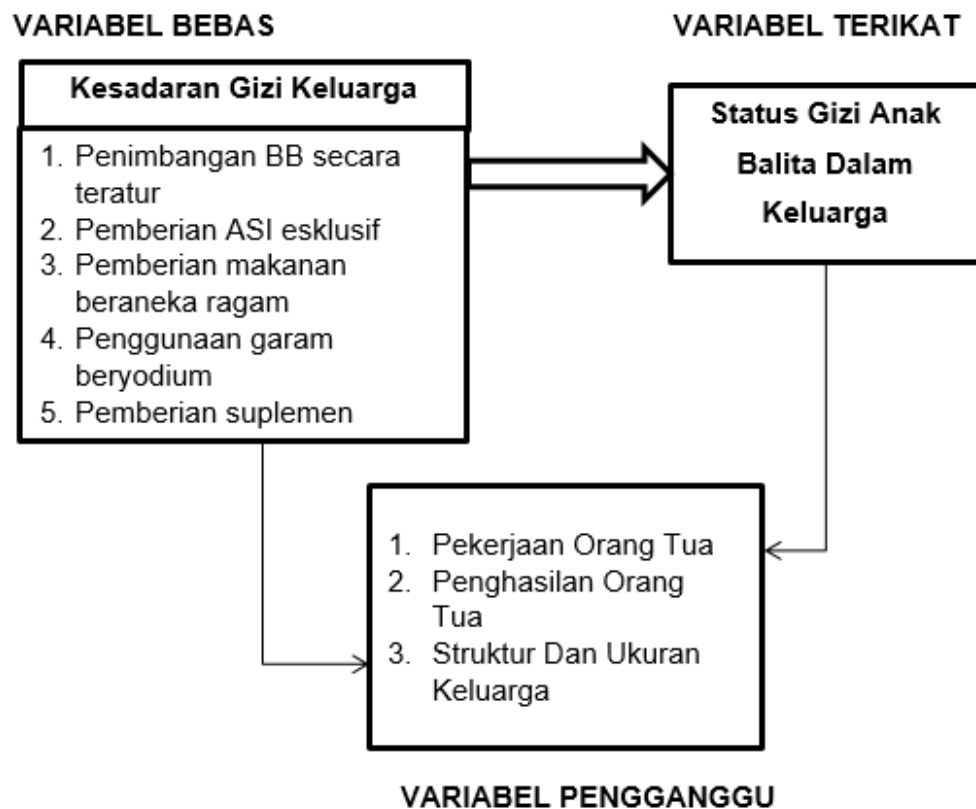 VARIABEL BEBAS
VARIABEL TERIKAT
Kesadaran Gizi Keluarga
1. Penimbangan BB secara
teratur
2. Pemberian ASI esklusif
3. Pemberian makanan
beraneka ragam
4. Penggunaan garam
beryodium
5. Pemberian suplemen
Status Gizi Anak
Balita Dalam
Keluarga
1. Pekerjaan Orang Tua
2. Penghasilan Orang
Tua
3. Struktur Dan Ukuran
Keluarga
VARIABEL PENGGANGGU